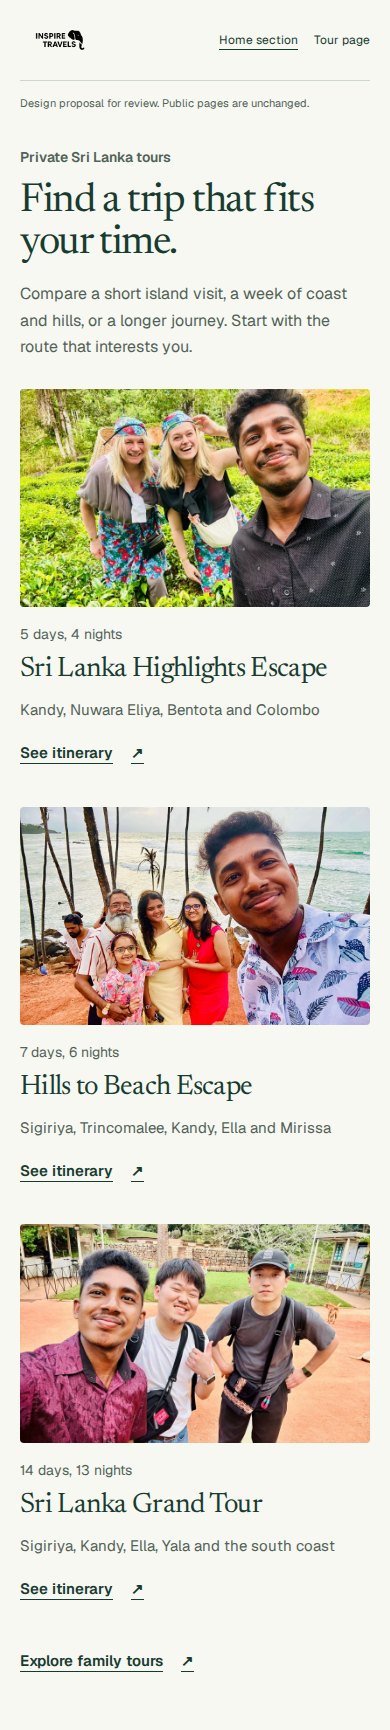 INSPIRE
TRAVELS
Home section Tour page
Design proposal for review. Public pages are unchanged.
Private Sri Lanka tours
Find a trip that fits
your time.
Compare a short island visit, a week of coast
and hills, or a longer journey. Start with the
route that interests you.
5 days, 4 nights
Sri Lanka Highlights Escape
Kandy, Nuwara Eliya, Bentota and Colombo
See itinerary ↗
7 days, 6 nights
Hills to Beach Escape
Sigiriya, Trincomalee, Kandy, Ella and Mirissa
See itinerary ↗
14 days, 13 nights
Sri Lanka Grand Tour
Sigiriya, Kandy, Ella, Yala and the south coast
See itinerary ↗
Explore family tours ↗